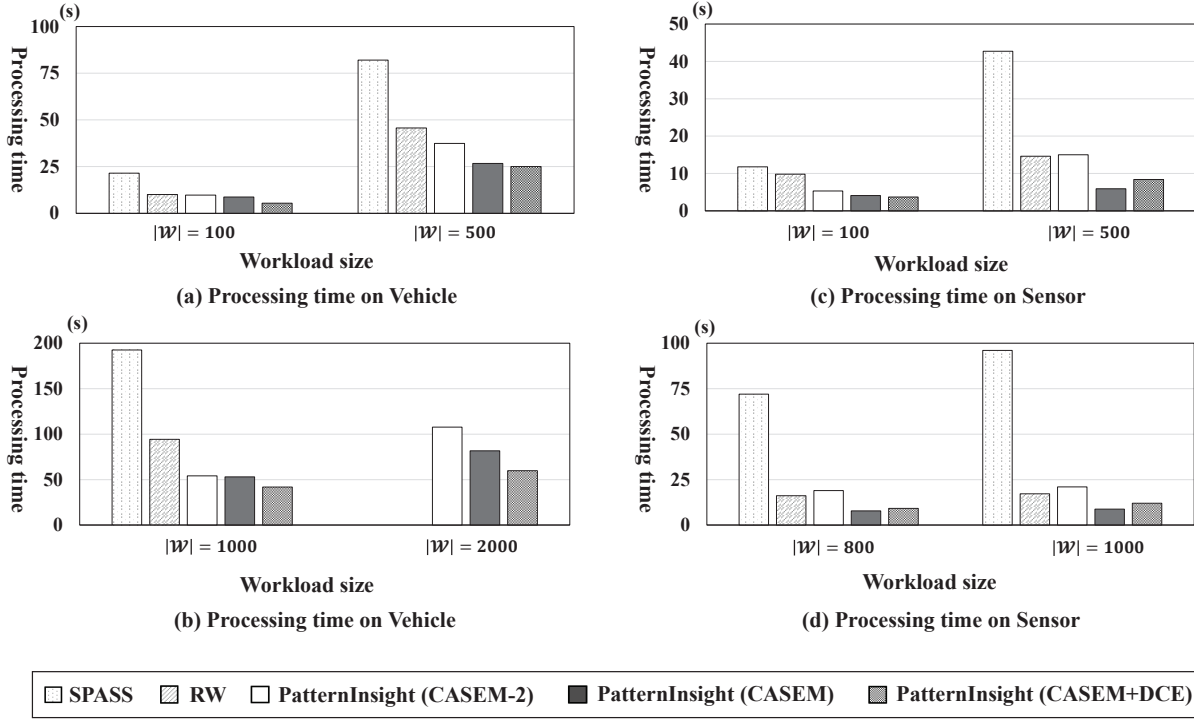 (s)
Processing time
100
75
50
25
0
|𝓦| = 100
|𝓦| = 500
Workload size
(a) Processing time on Vehicle
(s)
Processing time
50
40
30
20
10
0
|𝓦| = 100
|𝓦| = 500
Workload size
(c) Processing time on Sensor
(s)
Processing time
200
150
100
50
0
|𝓦| = 1000
|𝓦| = 2000
Workload size
(b) Processing time on Vehicle
(s)
Processing time
100
75
50
25
0
|𝓦| = 800
|𝓦| = 1000
Workload size
(d) Processing time on Sensor
SPASS RW PatternInsight (CASEM-2) PatternInsight (CASEM) PatternInsight (CASEM+DCE)